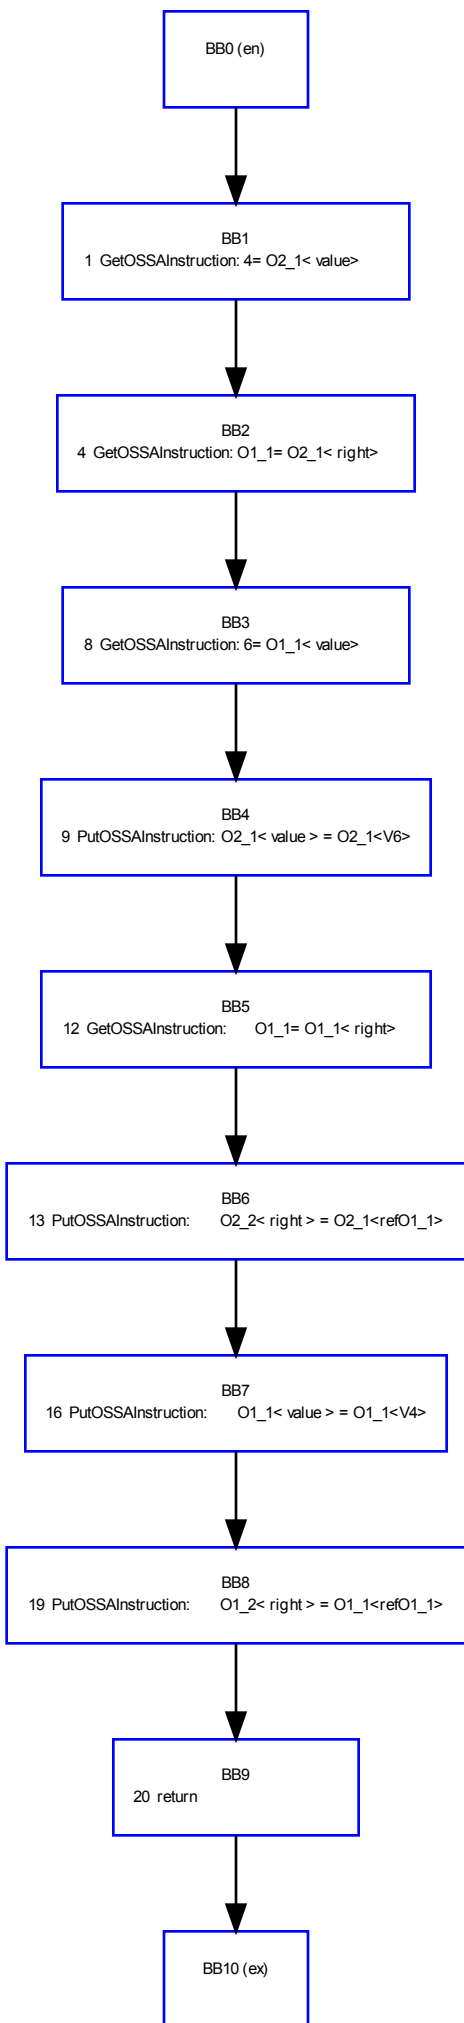 BB0 (en)
BB1
1 GetOSSAInstruction: 4= O2_1< value>
BB2
4 GetOSSAInstruction: O1_1= O2_1< right>
BB3
8 GetOSSAInstruction: 6= O1_1< value>
BB4
9 PutOSSAInstruction: O2_1< value > = O2_1<V6>
BB5
12 GetOSSAInstruction: O1_1= O1_1< right>
BB6
13 PutOSSAInstruction: O2_2< right > = O2_1<refO1_1>
BB7
16 PutOSSAInstruction: O1_1< value > = O1_1<V4>
BB8
19 PutOSSAInstruction: O1_2< right > = O1_1<refO1_1>
BB9
20 return
BB10 (ex)